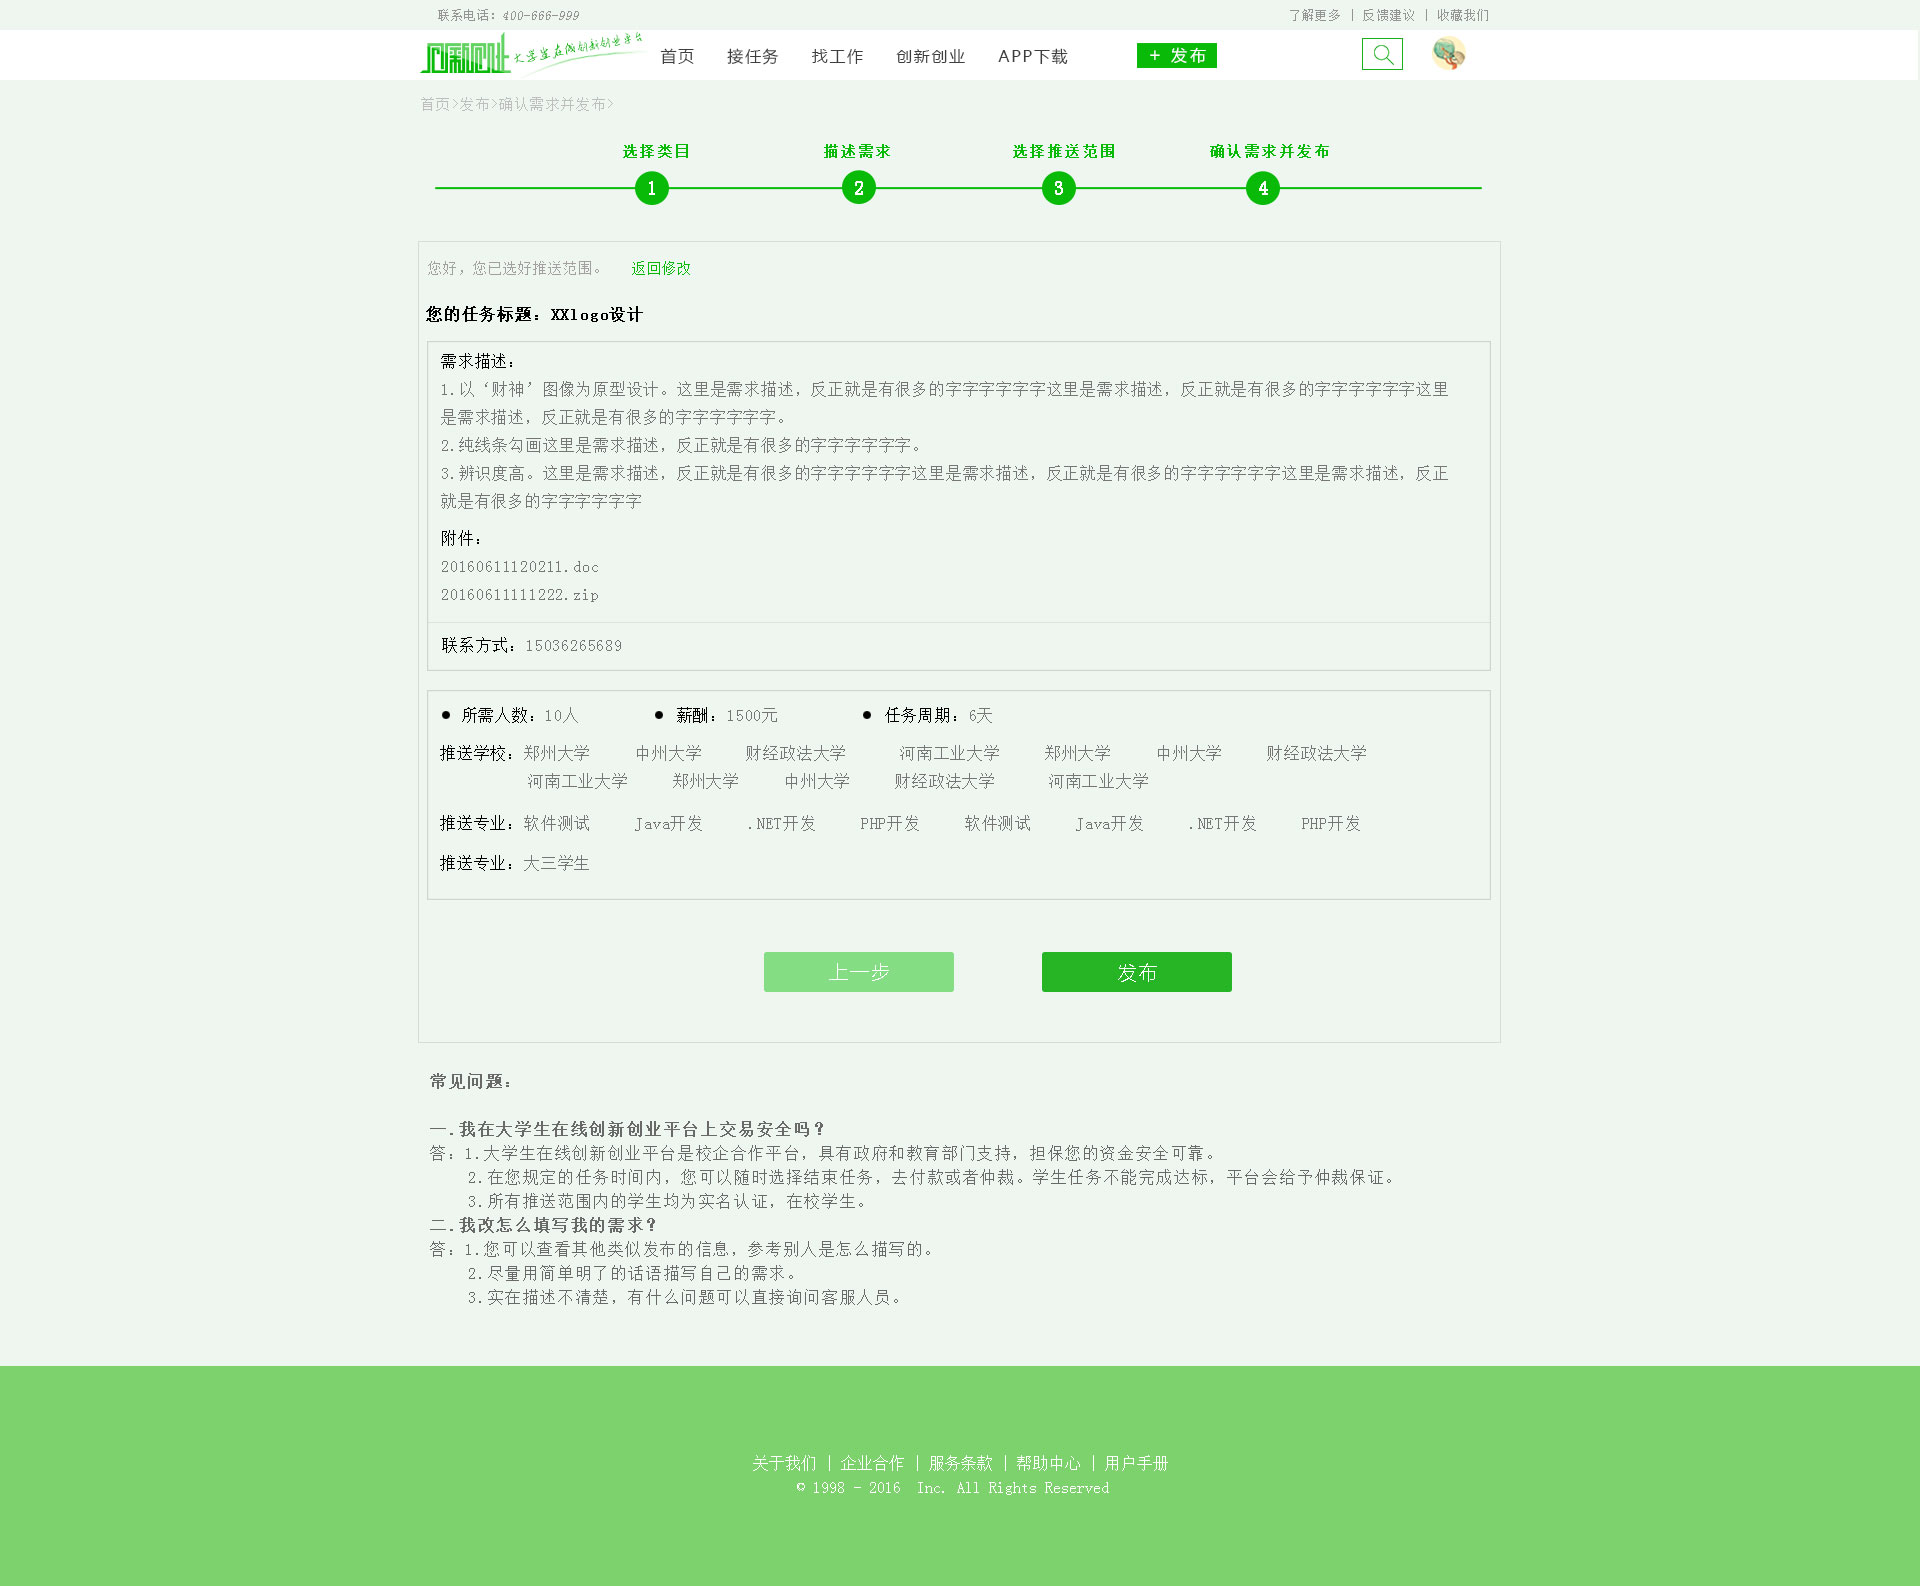 联系电话：400-666-999
了解更多 | 反馈建议 | 收藏我们
大学生在线创新创业平台
首页 接任务 找工作 创新创业 APP下载 + 发布
首页>发布>确认需求并发布>
选择类目 描述需求 选择推送范围 确认需求并发布
1 2 3 4
您好，您已选好推送范围。 返回修改
您的任务标题：XXlogo设计
需求描述：
1.以‘财神’图像为原型设计。这里是需求描述，反正就是有很多的字字字字字字这里是需求描述，反正就是有很多的字字字字字字这里
是需求描述，反正就是有很多的字字字字字字。
2.纯线条勾画这里是需求描述，反正就是有很多的字字字字字字。
3.辨识度高。这里是需求描述，反正就是有很多的字字字字字字这里是需求描述，反正就是有很多的字字字字字字这里是需求描述，反正
就是有很多的字字字字字字
附件：
20160611120211.doc
20160611111222.zip
联系方式：15036265689
● 所需人数：10人 ● 薪酬：1500元 ● 任务周期：6天
推送学校：郑州大学 中州大学 财经政法大学 河南工业大学 郑州大学 中州大学 财经政法大学
河南工业大学 郑州大学 中州大学 财经政法大学 河南工业大学
推送专业：软件测试 Java开发 .NET开发 PHP开发 软件测试 Java开发 .NET开发 PHP开发
推送专业：大三学生
上一步 发布
常见问题：
一.我在大学生在线创新创业平台上交易安全吗？
答：1.大学生在线创新创业平台是校企合作平台，具有政府和教育部门支持，担保您的资金安全可靠。
2.在您规定的任务时间内，您可以随时选择结束任务，去付款或者仲裁。学生任务不能完成达标，平台会给予仲裁保证。
3.所有推送范围内的学生均为实名认证，在校学生。
二.我改怎么填写我的需求？
答：1.您可以查看其他类似发布的信息，参考别人是怎么描写的。
2.尽量用简单明了的话语描写自己的需求。
3.实在描述不清楚，有什么问题可以直接询问客服人员。
关于我们 | 企业合作 | 服务条款 | 帮助中心 | 用户手册
© 1998 - 2016 Inc. All Rights Reserved